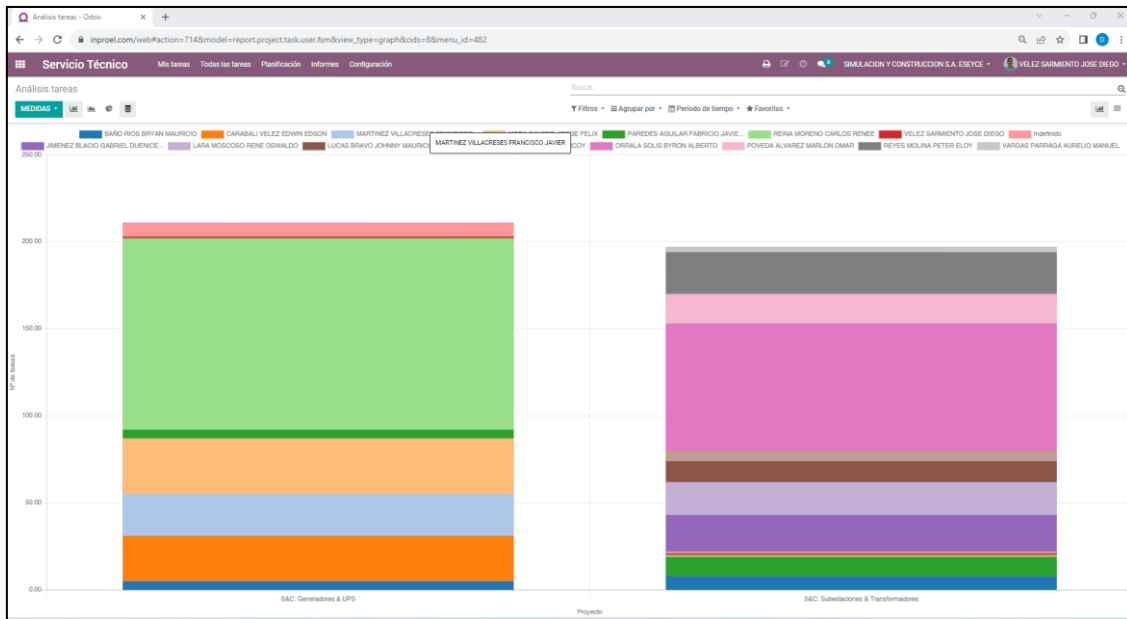 Análisis tareas - Odoo
inproel.com/web#action=714&model=report.project.task.user.fsm&view_type=graph&cids=8&menu_id=482
Servicio Técnico Mis tareas Todas las tareas Planificación Informes Configuración SIMULACION Y CONSTRUCCION S.A. ESEYCE VELEZ SARMIENTO JOSE DIEGO
Análisis tareas Buscar...
MEDIDAS Filtros Agrupar por Período de tiempo Favoritos
BAÑO RIOS BRYAN MAURICIO CARABALI VELEZ EDWIN EDSON MARTINEZ VILLACRESES FELIX PAREDES AGUILAR FABRICIO JAVIE... REINA MORENO CARLOS RENEE VELEZ SARMIENTO JOSE DIEGO Indefinido
JIMENEZ BLACIO GABRIEL DUENICE... LARA MOSCOSO RENE OSWALDO LUCAS BRAVO JOHNNY MAURICI ORRALA SOLIS BYRON ALBERTO POVEDA ALVAREZ MARLON OMAR REYES MOLINA PETER ELOY VARGAS PARRAGA AURELIO MANUEL
MARTINEZ VILLACRESES FRANCISCO JAVIER
250.00
200.00
150.00
100.00
Nº de tareas
50.00
0.00
S&C: Generadores & UPS S&C: Subestaciones & Transformadores
Proyecto